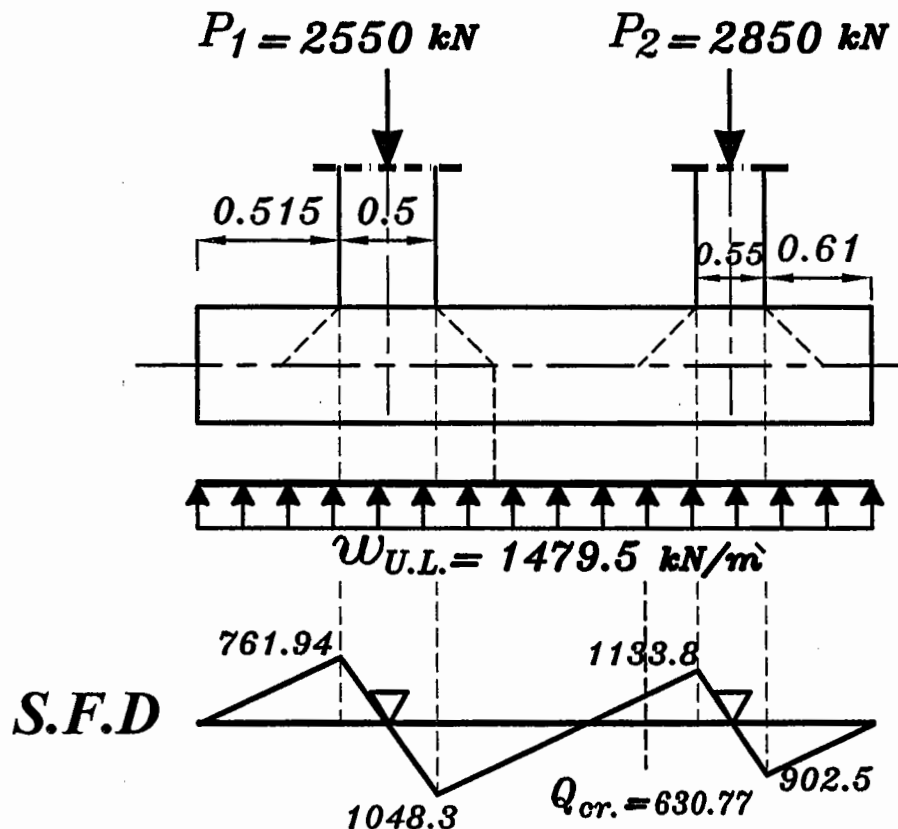 P1 = 2550 kN
P2 = 2850 kN
0.515
0.5
0.55
0.61
wU.L. = 1479.5 kN/m`
761.94
1133.8
S.F.D
1048.3
Qcr. = 630.77
902.5